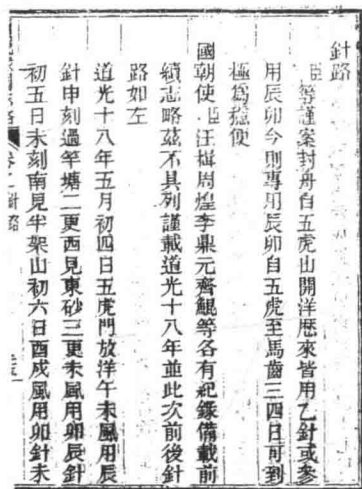 針路
臣等謹案封舟自五虎山開洋歷來皆用乙針或參
用辰卯今則專用辰卯自五虎至馬齒三四日可到
極爲穩便
國朝使臣汪楫周煌李鼎元齊鯤等各有紀錄備載前
續志略茲不具列謹載道光十八年並此次前後針
路如左
道光十八年五月初四日五虎門放洋午未風用辰
針申刻過竿塘二更西見東砂三更未風用卯辰針
初五日未刻南見半架山初六日酉戌風用卯針未
針路